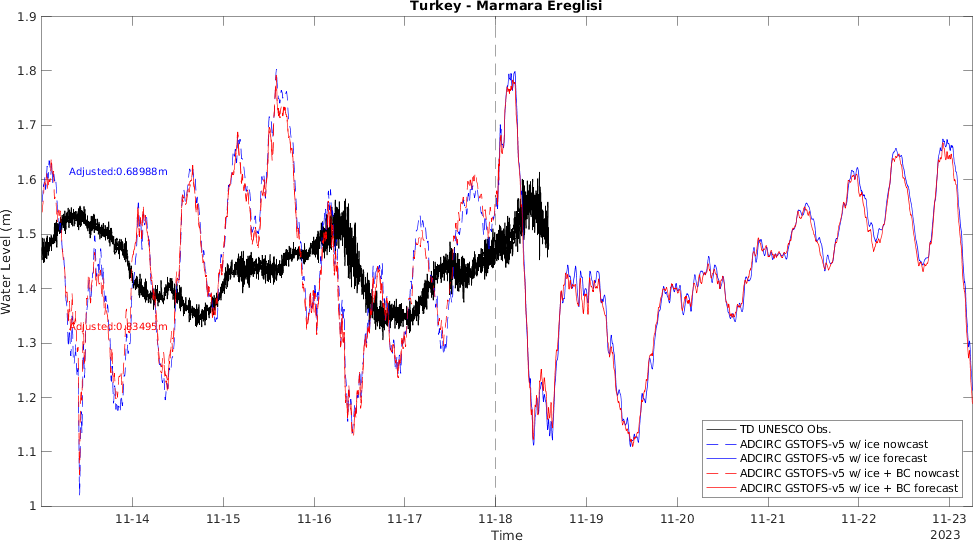 Turkey - Marmara Ereglisi
1.9
1.8
1.7
1.6
1.5
1.4
1.3
1.2
1.1
1
Water Level (m)
Adjusted:0.68988m
Adjusted:0.83495m
TD UNESCO Obs.
ADCIRC GSTOFS-v5 w/ ice nowcast
ADCIRC GSTOFS-v5 w/ ice forecast
ADCIRC GSTOFS-v5 w/ ice + BC nowcast
ADCIRC GSTOFS-v5 w/ ice + BC forecast
11-14 11-15 11-16 11-17 11-18 11-19 11-20 11-21 11-22 11-23
2023
Time